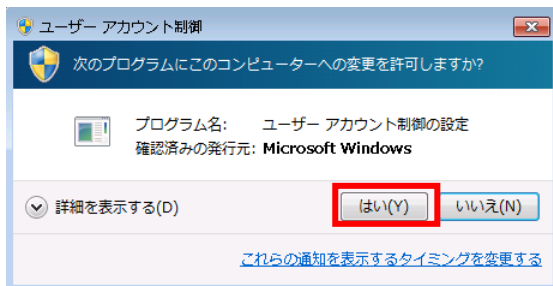 ユーザー アカウント制御
次のプログラムにこのコンピューターへの変更を許可しますか?
プログラム名: ユーザー アカウント制御の設定
確認済みの発行元: Microsoft Windows
詳細を表示する(D) はい(Y) いいえ(N)
これらの通知を表示するタイミングを変更する